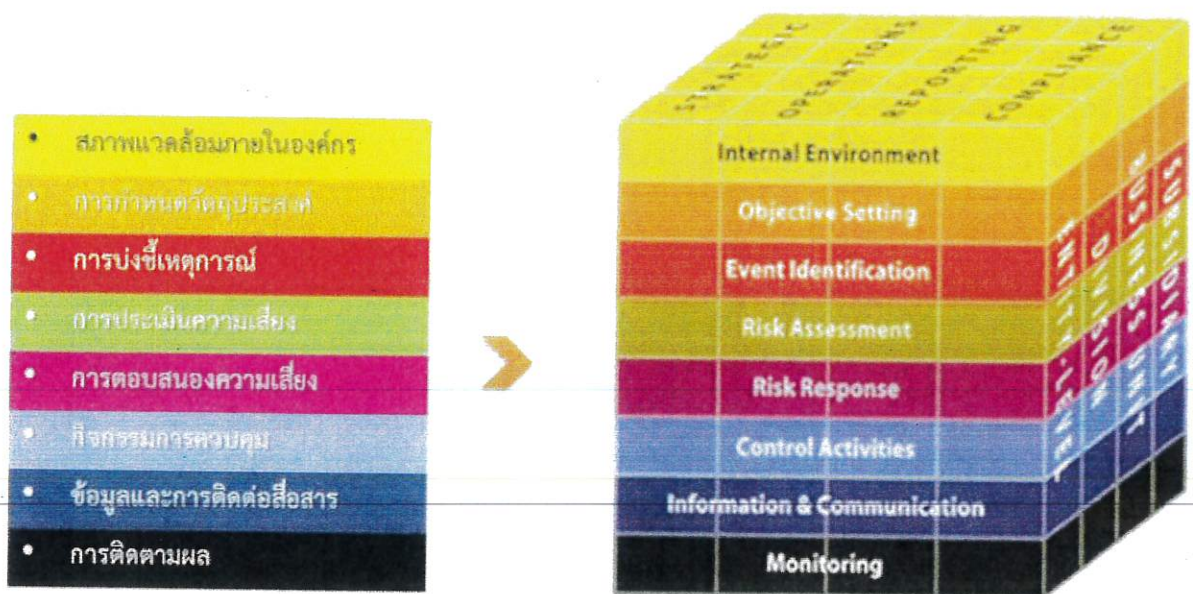 • สภาพแวดล้อมภายในองค์กร
• การกำหนดวัตถุประสงค์
• การบ่งชี้เหตุการณ์
• การประเมินความเสี่ยง
• การตอบสนองความเสี่ยง
• กิจกรรมการควบคุม
• ข้อมูลและการติดต่อสื่อสาร
• การติดตามผล
STRATEGIC
OPERATIONS
REPORTING
COMPLIANCE
Internal Environment
Objective Setting
Event Identification
Risk Assessment
Risk Response
Control Activities
Information & Communication
Monitoring
ENTITY-LEVEL
DIVISION
BUSINESS UNIT
SUBSIDIARY